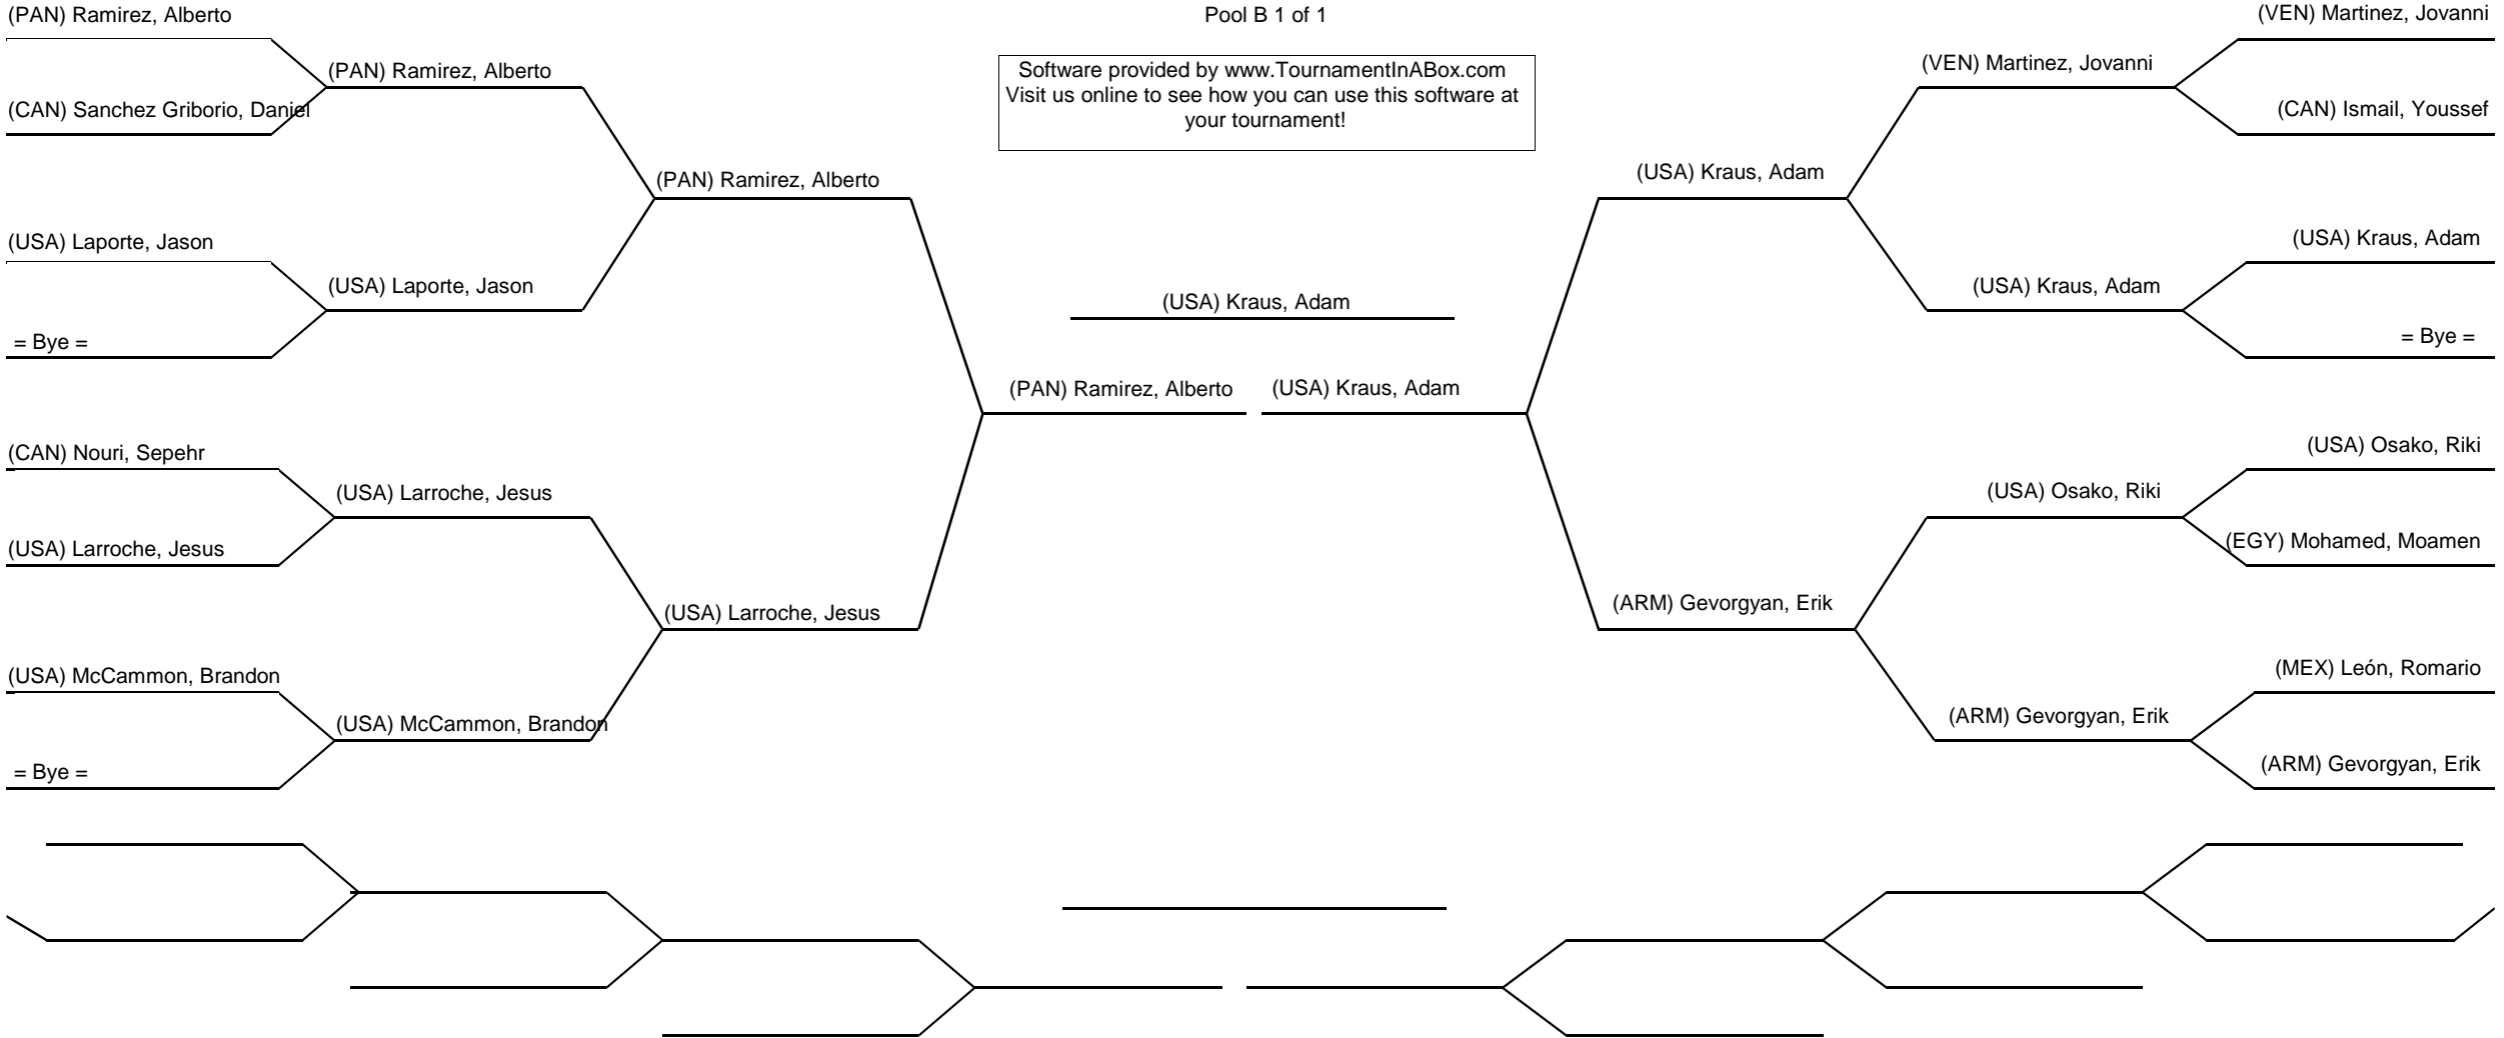 Pool B 1 of 1
Software provided by www.TournamentInABox.com
Visit us online to see how you can use this software at
your tournament!
(PAN) Ramirez, Alberto
(CAN) Sanchez Griborio, Daniel
(USA) Laporte, Jason
= Bye =
(CAN) Nouri, Sepehr
(USA) Larroche, Jesus
(USA) McCammon, Brandon
= Bye =
(PAN) Ramirez, Alberto
(USA) Laporte, Jason
(USA) Larroche, Jesus
(USA) McCammon, Brandon
(PAN) Ramirez, Alberto
(USA) Larroche, Jesus
(USA) Kraus, Adam
(PAN) Ramirez, Alberto
(USA) Kraus, Adam
(USA) Kraus, Adam
(ARM) Gevorgyan, Erik
(VEN) Martinez, Jovanni
(USA) Kraus, Adam
(USA) Osako, Riki
(ARM) Gevorgyan, Erik
(VEN) Martinez, Jovanni
(CAN) Ismail, Youssef
(USA) Kraus, Adam
= Bye =
(USA) Osako, Riki
(EGY) Mohamed, Moamen
(MEX) León, Romario
(ARM) Gevorgyan, Erik